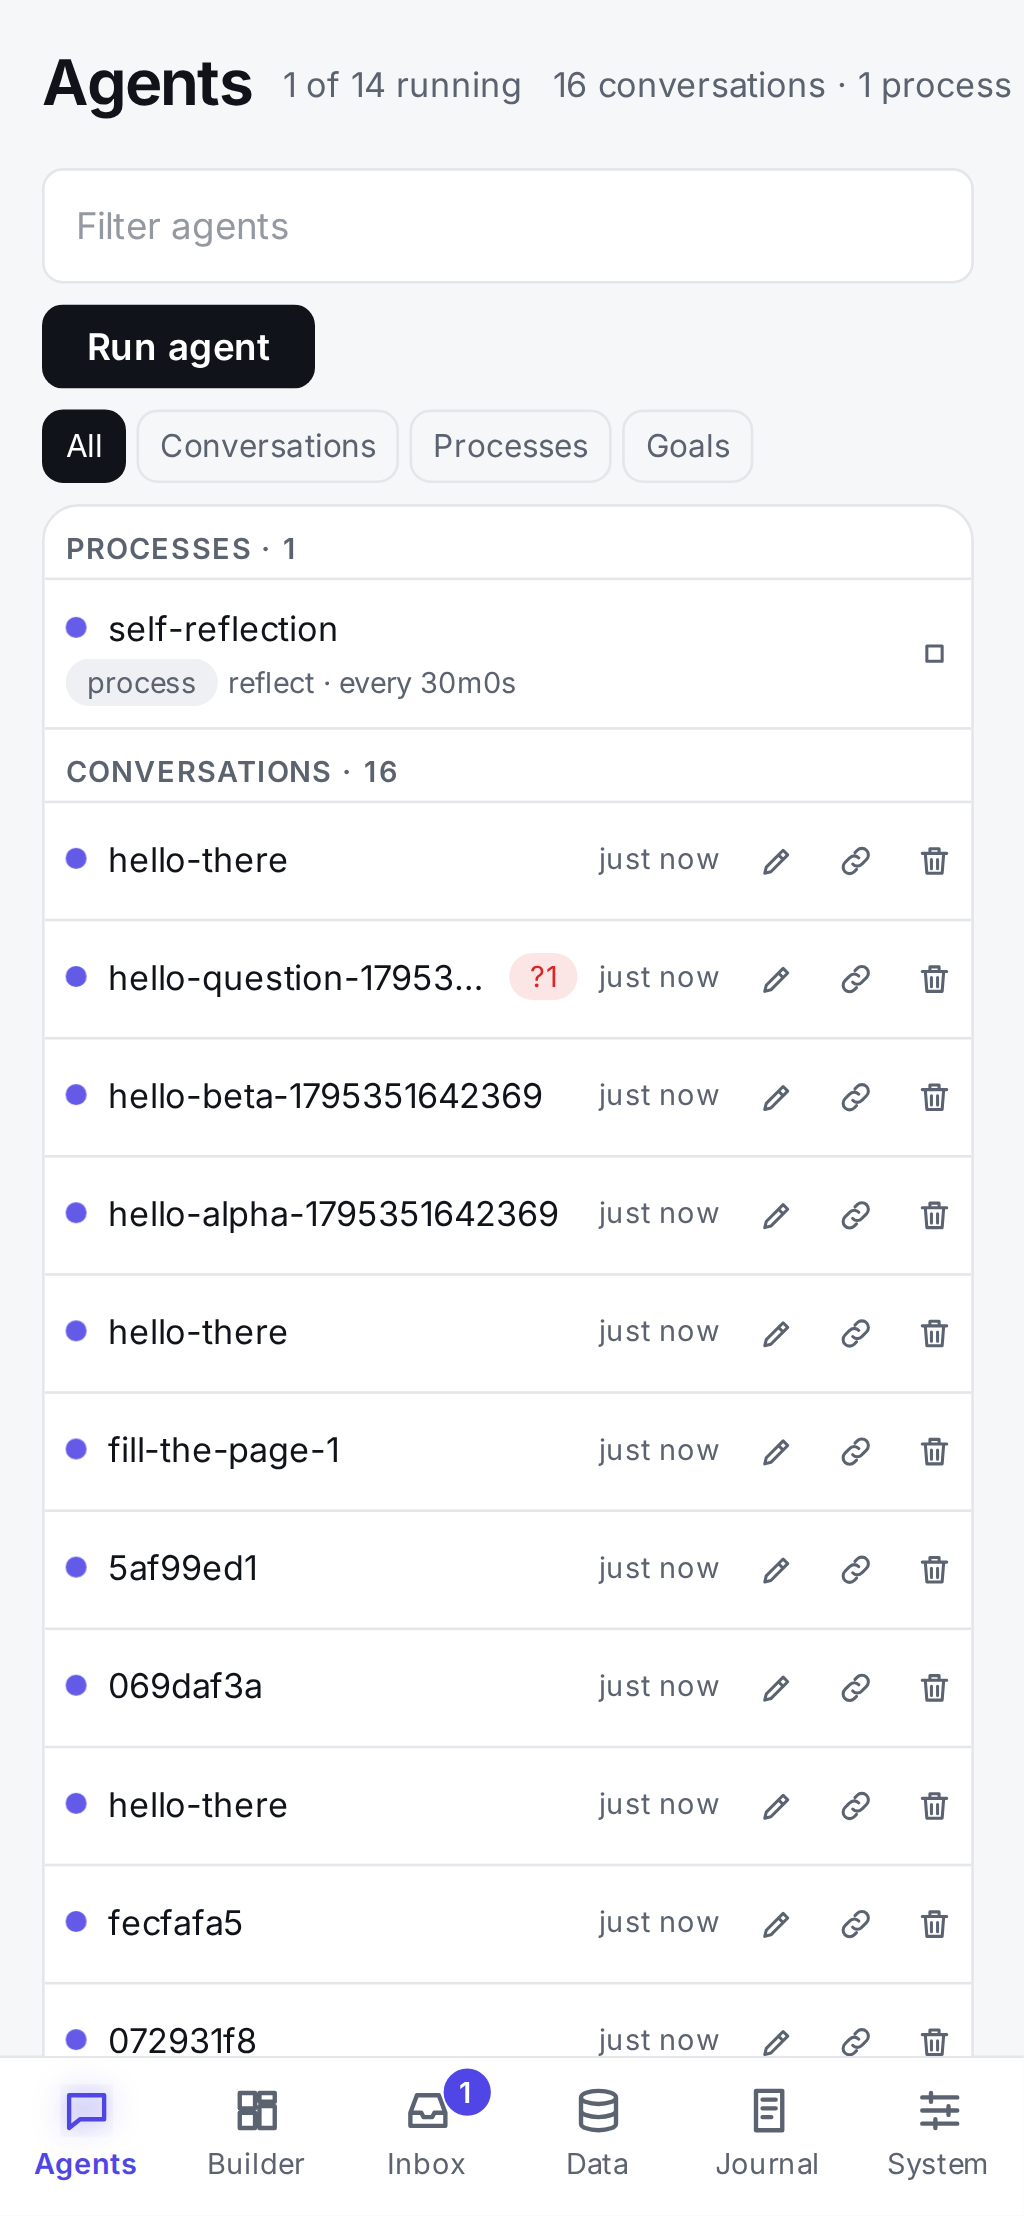 Agents 1 of 14 running 16 conversations · 1 process
Filter agents
Run agent
All Conversations Processes Goals
PROCESSES · 1
self-reflection
process reflect · every 30m0s
CONVERSATIONS · 16
hello-there just now
hello-question-17953... ?1 just now
hello-beta-1795351642369 just now
hello-alpha-1795351642369 just now
hello-there just now
fill-the-page-1 just now
5af99ed1 just now
069daf3a just now
hello-there just now
fecfafa5 just now
072931f8 just now
1
Agents Builder Inbox Data Journal System